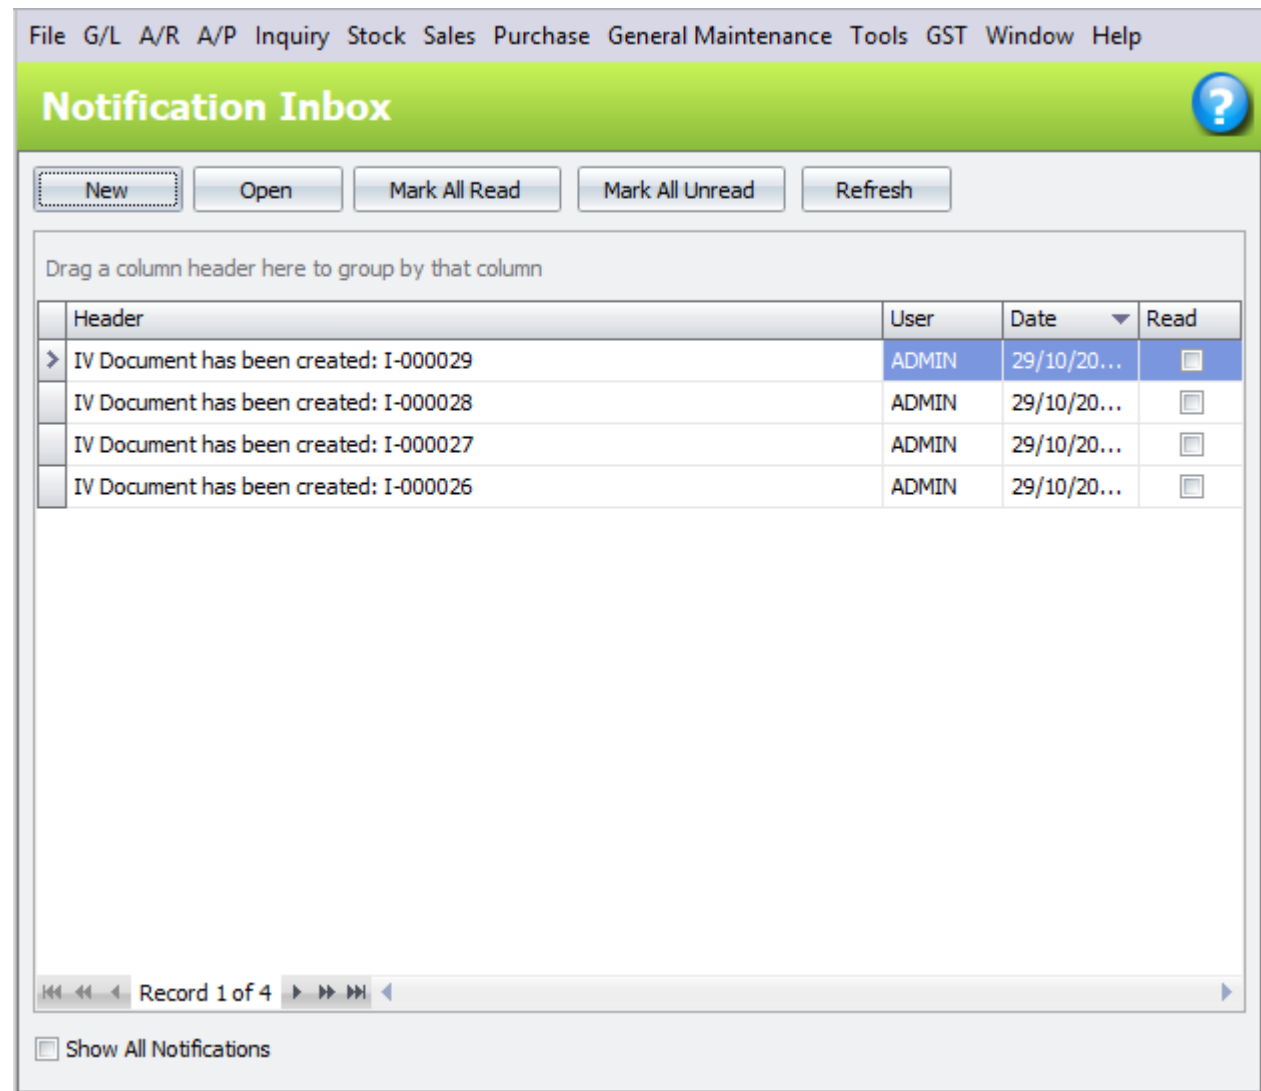 File G/L A/R A/P Inquiry Stock Sales Purchase General Maintenance Tools GST Window Help
Notification Inbox ?
New Open Mark All Read Mark All Unread Refresh
Drag a column header here to group by that column
Header User Date Read
IV Document has been created: I-000029 ADMIN 29/10/20...
IV Document has been created: I-000028 ADMIN 29/10/20...
IV Document has been created: I-000027 ADMIN 29/10/20...
IV Document has been created: I-000026 ADMIN 29/10/20...
Record 1 of 4
Show All Notifications